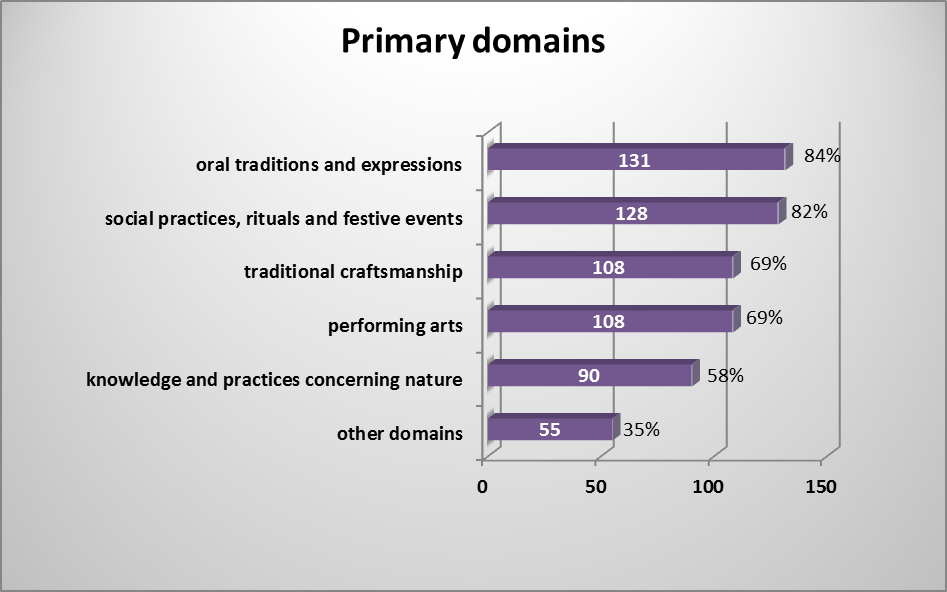 Primary domains
oral traditions and expressions 131 84%
social practices, rituals and festive events 128 82%
traditional craftsmanship 108 69%
performing arts 108 69%
knowledge and practices concerning nature 90 58%
other domains 55 35%
0 50 100 150